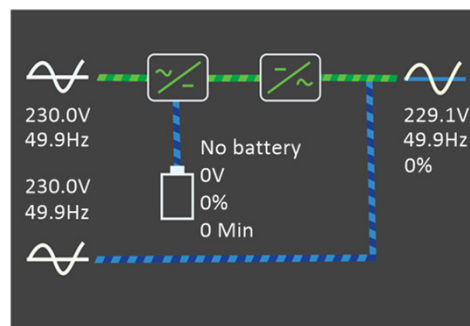 230.0V
49.9Hz
230.0V
49.9Hz
No battery
0V
0%
0 Min
229.1V
49.9Hz
0%